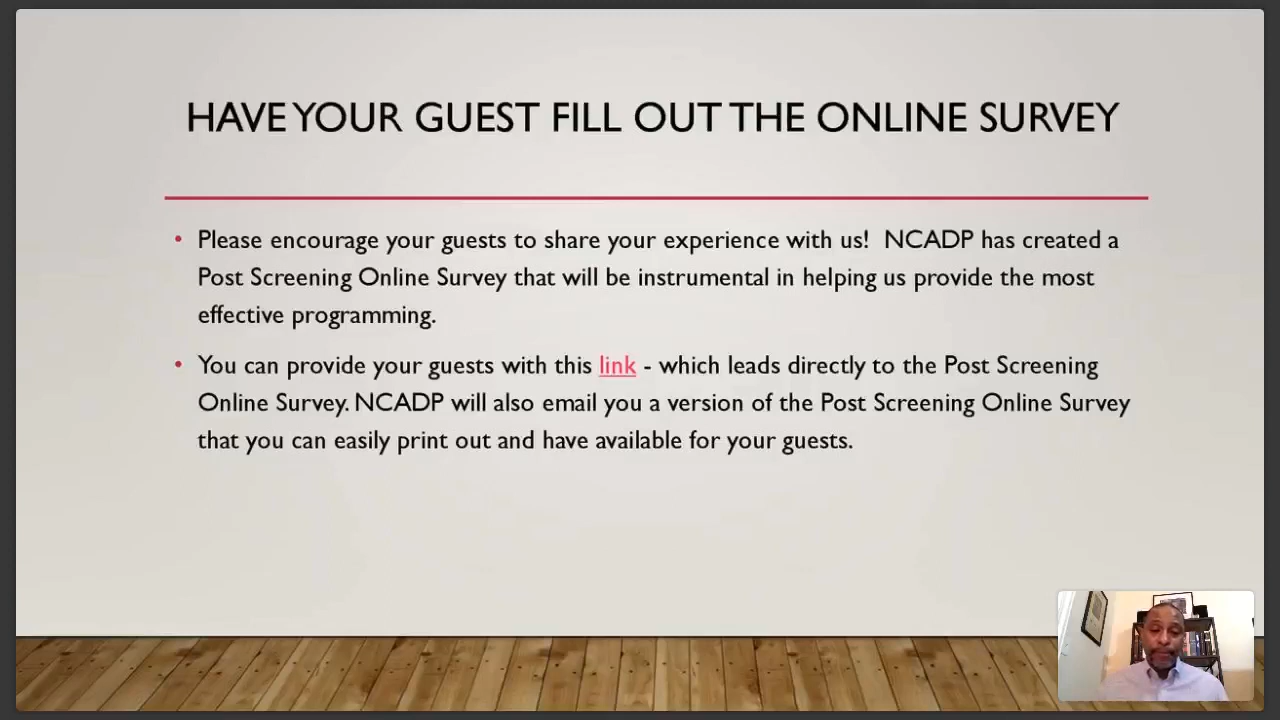 HAVE YOUR GUEST FILL OUT THE ONLINE SURVEY
• Please encourage your guests to share your experience with us!  NCADP has created a
Post Screening Online Survey that will be instrumental in helping us provide the most
effective programming.
• You can provide your guests with this link - which leads directly to the Post Screening
Online Survey. NCADP will also email you a version of the Post Screening Online Survey
that you can easily print out and have available for your guests.